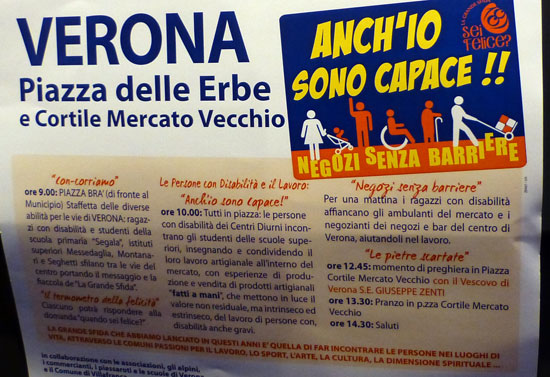 VERONA
Piazza delle Erbe
e Cortile Mercato Vecchio
LA GRANDE SFIDA
sei
felice?
ANCH'IO
SONO CAPACE !!
NEGOZI SENZA BARRIERE
"Con-corriamo"
ore 9.00: PIAZZA BRA' (di fronte al
Municipio) Staffetta delle diverse
abilità per le vie di VERONA: ragaz-
zi con disabilità e studenti della
scuola primaria "Segala", istituti
superiori Messedaglia, Montana-
ri e Seghetti sfilano tra le vie del
centro portando il messaggio e la
fiaccola de "La Grande Sfida".
"Il termometro della felicità"
Ciascuno potrà rispondere alla
domanda "quando sei felice?"
Le Persone con Disabilità e il Lavoro:
"Anch'io sono capace!"
ore 10.00: Tutti in piazza: le persone
con disabilità dei Centri Diurni incon-
trano gli studenti delle scuole supe-
riori, insegnando e condividendo il
loro lavoro artigianale all'interno del
mercato, con esperienze di produ-
zione e vendita di prodotti artigianali
"fatti a mani", che mettono in luce il
valore non residuale, ma intrinseco ed
estrinseco, del lavoro di persone con
disabilità anche gravi.
"Negozi senza barriere"
Per una mattina i ragazzi con disabilità
affiancano gli ambulanti del mercato e i
negozianti dei negozi e bar del centro di
Verona, aiutandoli nel lavoro.
"Le pietre scartate"
ore 12.45: momento di preghiera in Piazza
Cortile Mercato Vecchio con il Vescovo di
Verona S.E. GIUSEPPE ZENTI
ore 13.30: Pranzo in p.zza Cortile Mercato
Vecchio
ore 14.30: Saluti
LA GRANDE SFIDA CHE ABBIAMO LANCIATO IN QUESTI ANNI E' QUELLA DI FAR INCONTRARE LE PERSONE NEI LUOGHI DI
VITA, ATTRAVERSO LE COMUNI PASSIONI PER IL LAVORO, LO SPORT, L'ARTE, LA CULTURA, LA DIMENSIONE SPIRITUALE ...
in collaborazione con le associazioni, gli alpini,
i commercianti, i plessaroti e le scuole di Verona
e il Comune di Villafranca